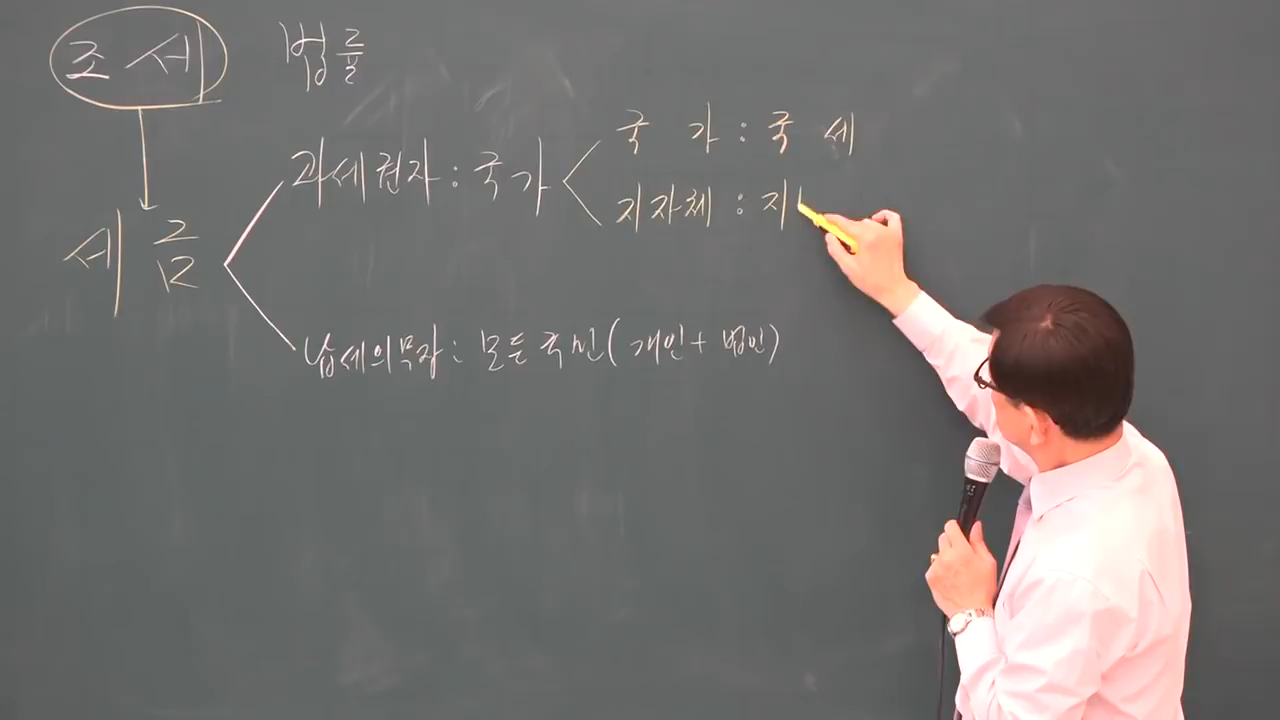 조세 법률
국 가 : 국 세
과세권자 : 국가
지자체 : 지
세 금
납세의무자 : 모든 국민 ( 개인 + 법인 )